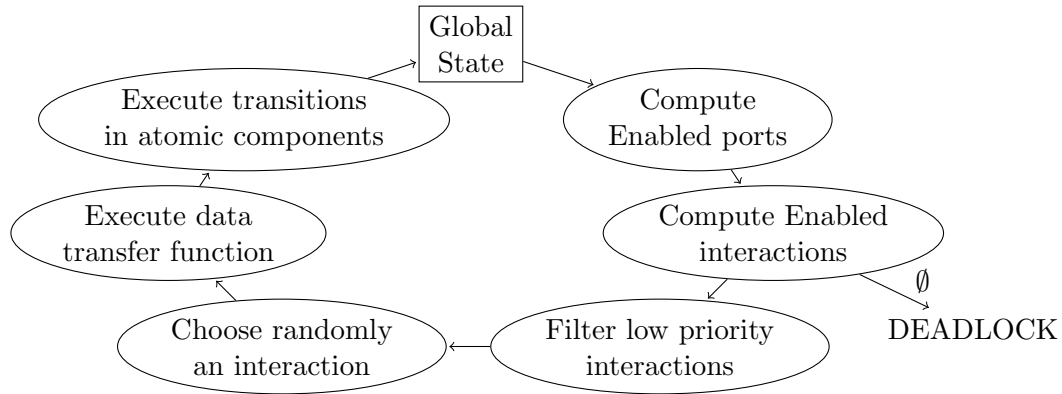 Global
State
Execute transitions
in atomic components
Compute
Enabled ports
Execute data
transfer function
Compute Enabled
interactions
∅
DEADLOCK
Choose randomly
an interaction
Filter low priority
interactions